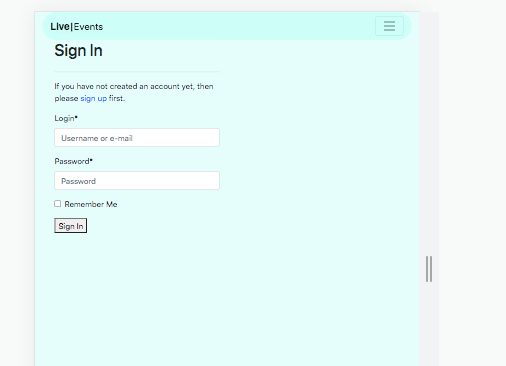 Live|Events
Sign In
If you have not created an account yet, then
please sign up first.
Login*
Username or e-mail
Password*
Password
Remember Me
Sign In